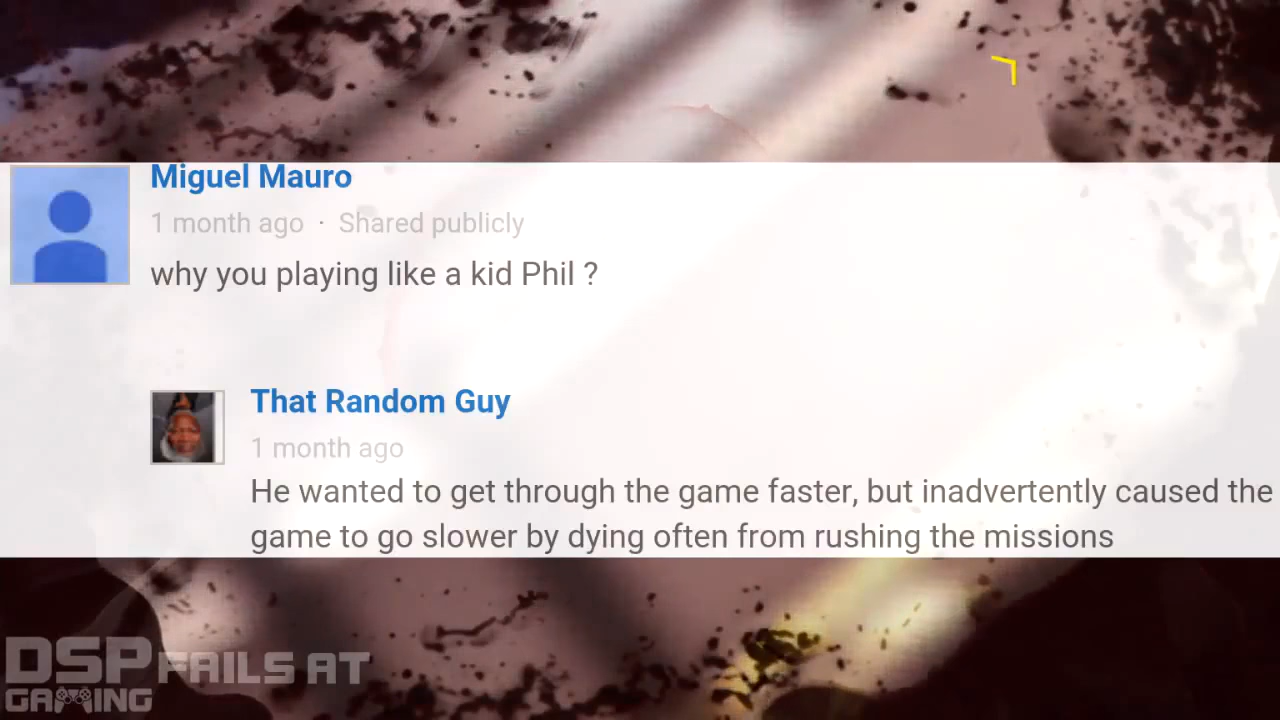 Miguel Mauro
1 month ago · Shared publicly
why you playing like a kid Phil ?
That Random Guy
1 month ago
He wanted to get through the game faster, but inadvertently caused the
game to go slower by dying often from rushing the missions
DSP FAILS AT
GAMING